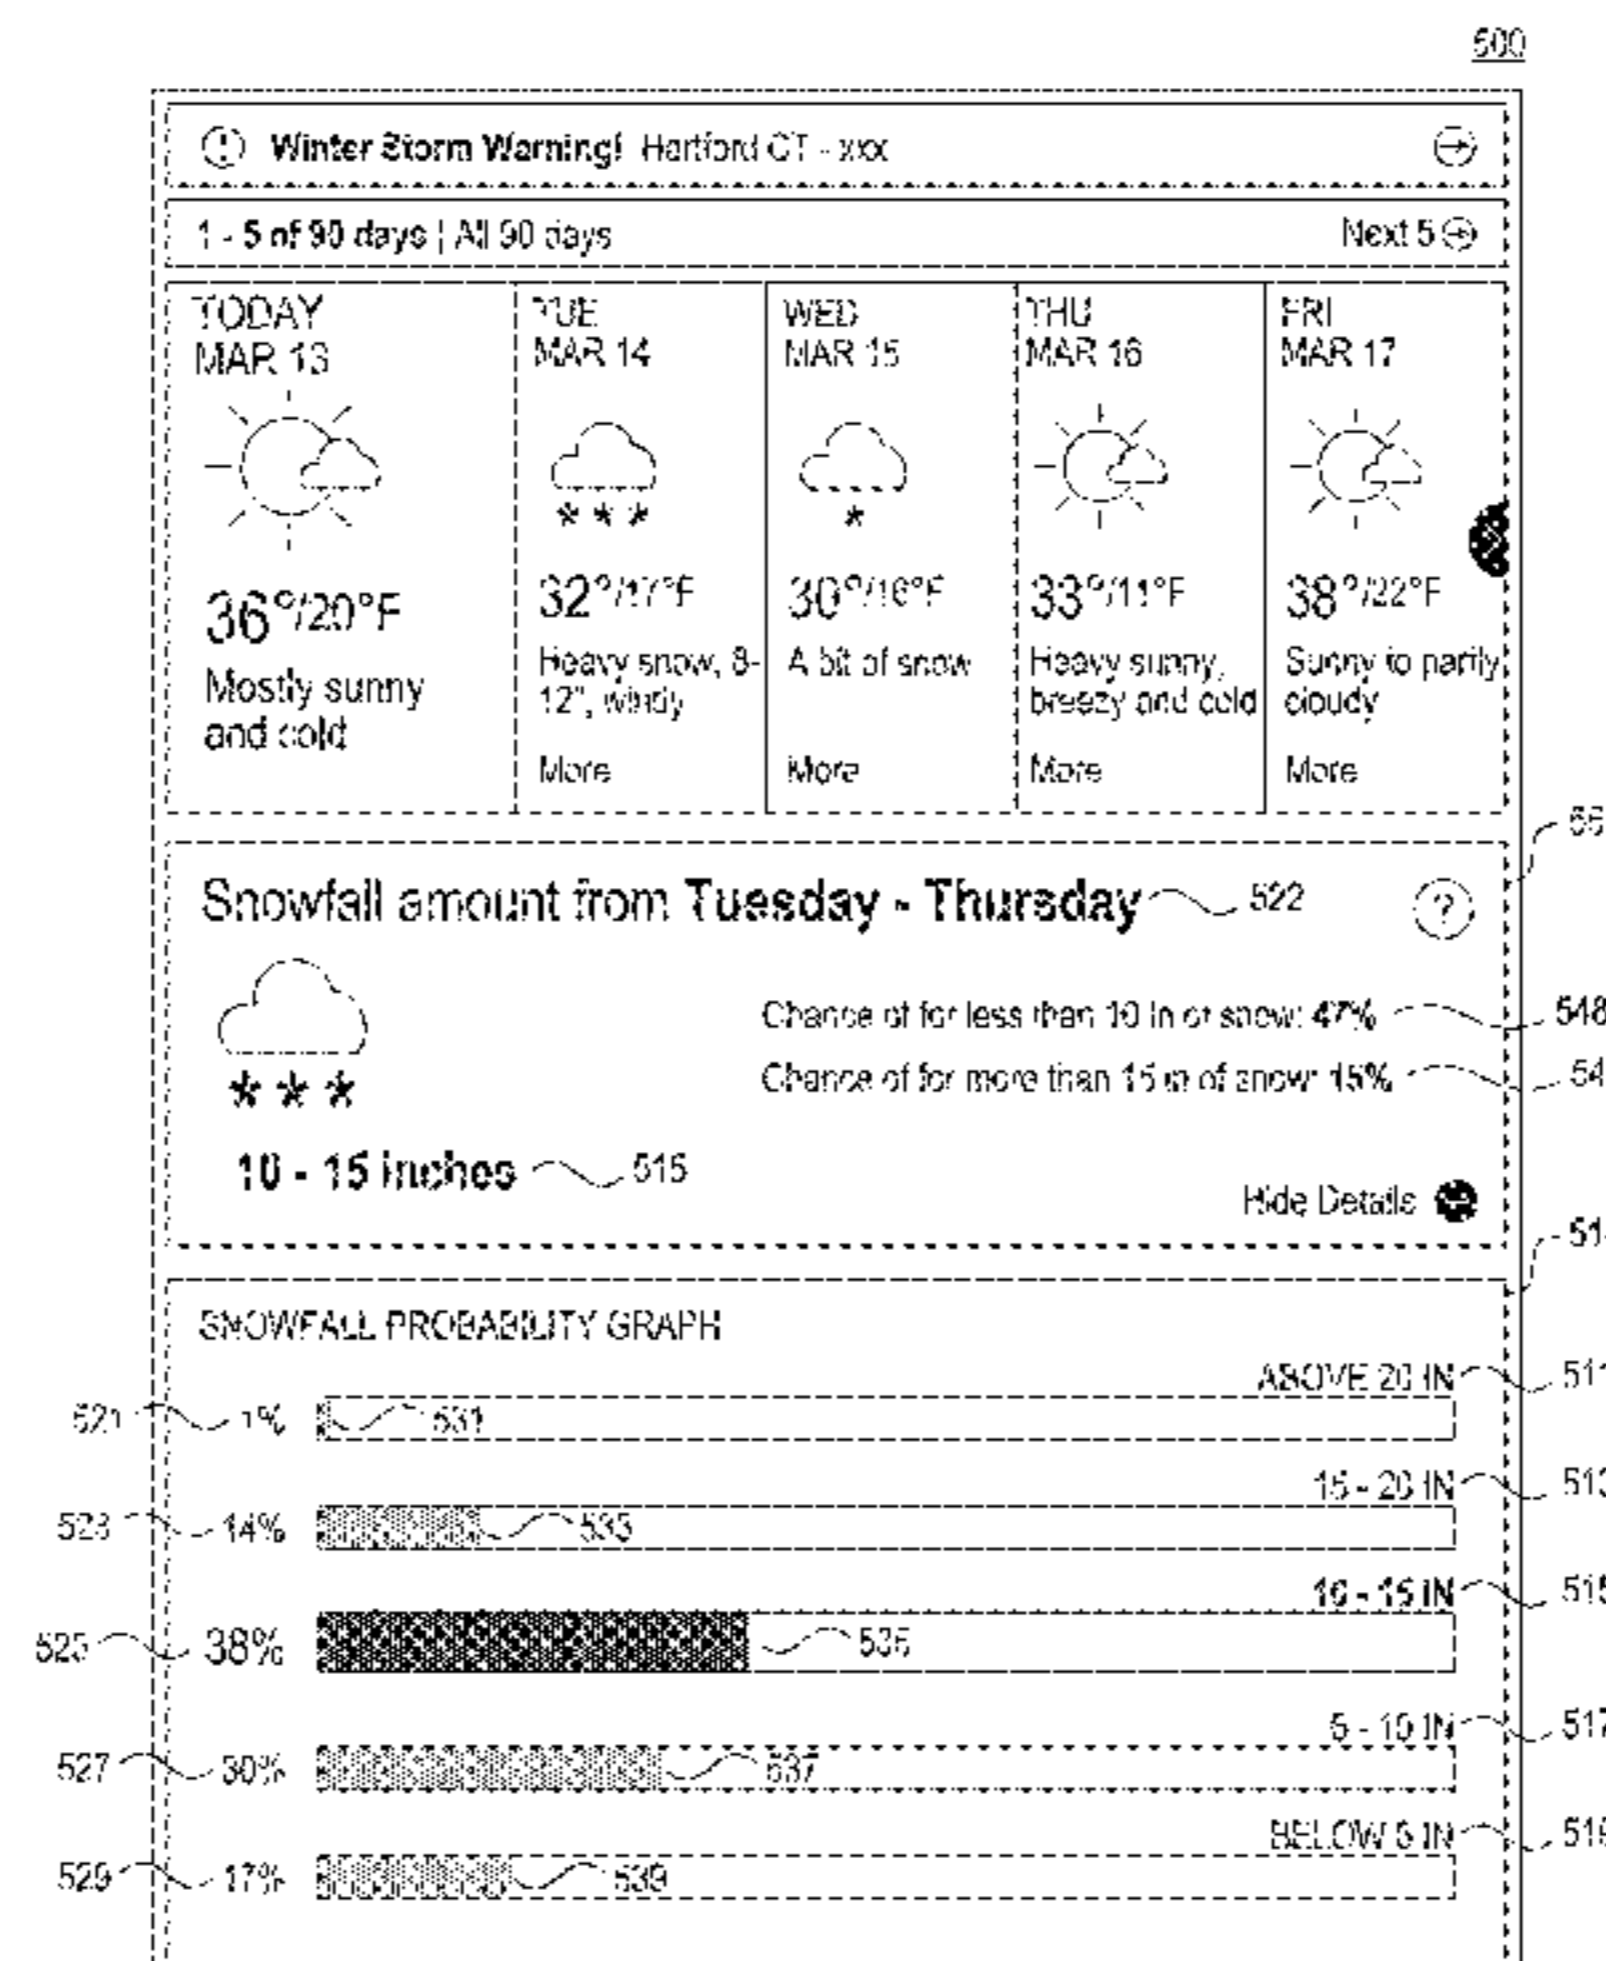 500
Winter Storm Warning! Hartford CT - xxx
1 - 5 of 90 days | All 90 days Next 5
TODAY
MAR 13
36°/20°F
Mostly sunny
and cold
TUE
MAR 14
32°/17°F
Heavy snow, 8-
12", windy
More
WED
MAR 15
30°/16°F
A bit of snow
More
THU
MAR 16
33°/11°F
Heavy sunny,
breezy and cold
More
FRI
MAR 17
38°/22°F
Sunny to partly
cloudy
More
Snowfall amount from Tuesday - Thursday 522
?
Chance of for less than 10 in of snow: 47% 548
Chance of for more than 15 in of snow: 15% 54
10 - 15 inches 515
Hide Details
51
SNOWFALL PROBABILITY GRAPH
ABOVE 20 IN 511
521 1% 531
15 - 20 IN 513
523 14% 533
10 - 15 IN 515
525 38% 535
5 - 10 IN 517
527 30% 537
BELOW 5 IN 519
529 17% 539